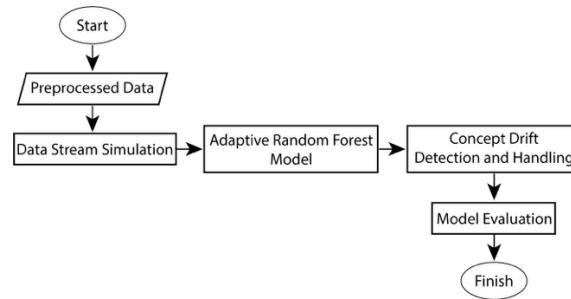 Start
Preprocessed Data
Data Stream Simulation
Adaptive Random Forest
Model
Concept Drift
Detection and Handling
Model Evaluation
Finish